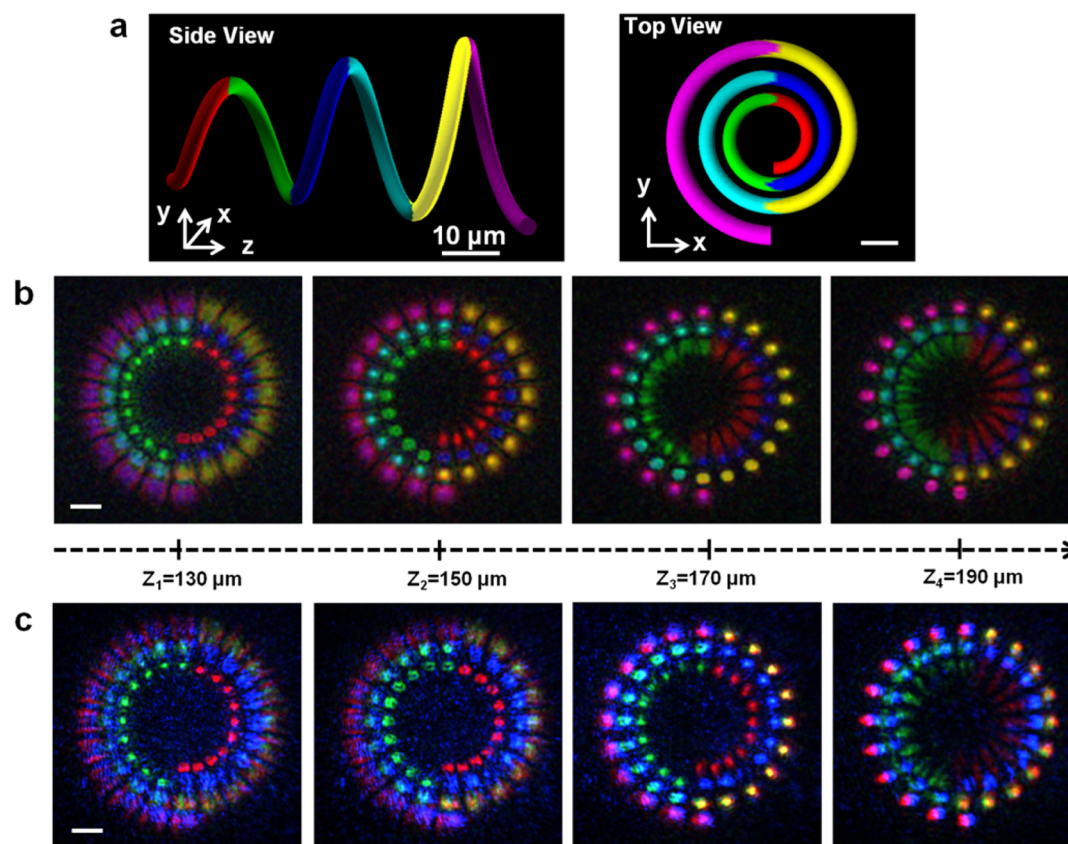 a
Side View
y
x
z
10 µm
Top View
y
x
b
Z1=130 µm
Z2=150 µm
Z3=170 µm
Z4=190 µm
c